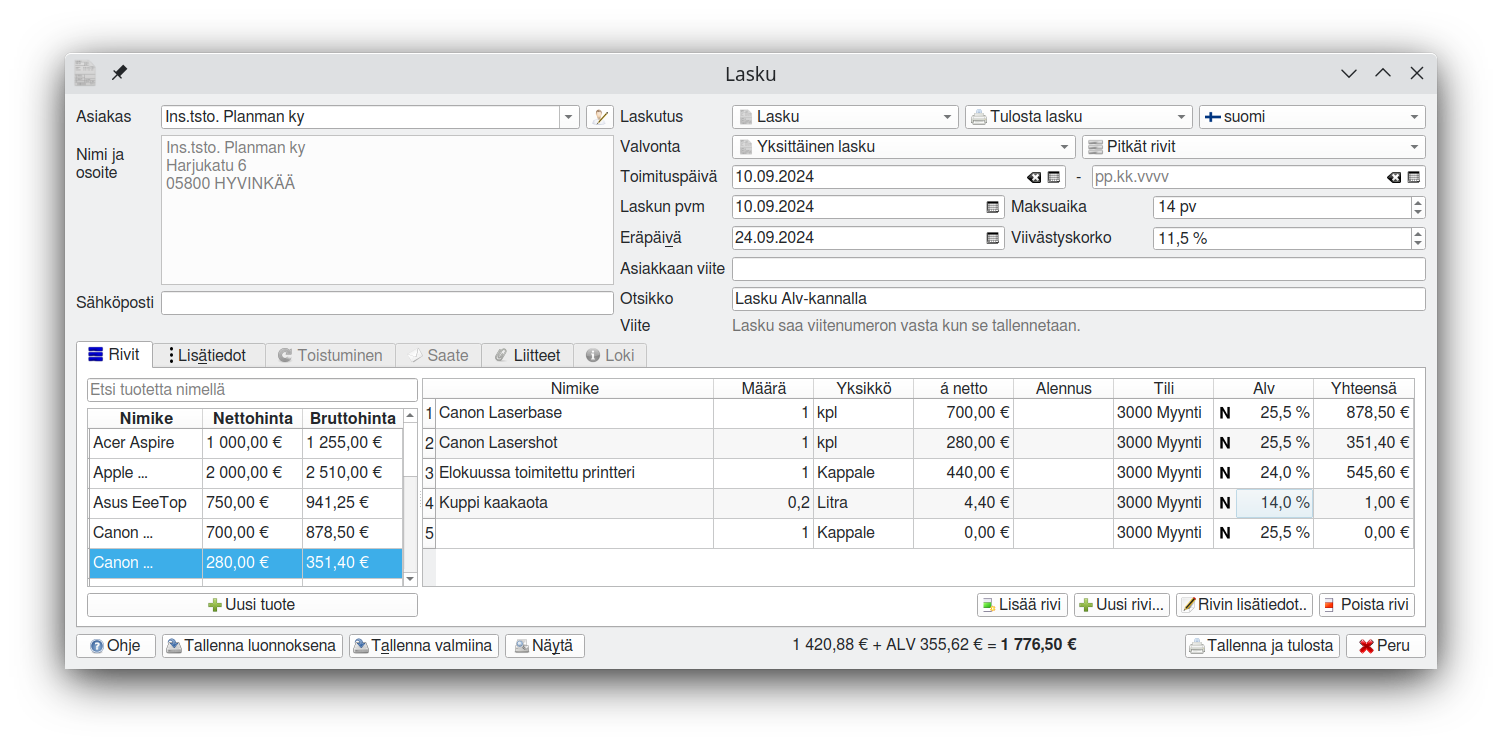 Lasku
Asiakas Ins.tsto. Planman ky
Nimi ja osoite
Ins.tsto. Planman ky
Harjukatu 6
05800 HYVINKÄÄ
Sähköposti
Laskutus Lasku Tulosta lasku suomi
Valvonta Yksittäinen lasku Pitkät rivit
Toimituspäivä 10.09.2024 - pp.kk.vvvv
Laskun pvm 10.09.2024 Maksuaika 14 pv
Eräpäivä 24.09.2024 Viivästyskorko 11,5 %
Asiakkaan viite
Otsikko Lasku Alv-kannalla
Viite Lasku saa viitenumeron vasta kun se tallennetaan.
Rivit Lisätiedot Toistuminen Saate Liitteet Loki
Etsi tuotetta nimellä
Nimike Nettohinta Bruttohinta
Acer Aspire 1 000,00 € 1 255,00 €
Apple ... 2 000,00 € 2 510,00 €
Asus EeeTop 750,00 € 941,25 €
Canon ... 700,00 € 878,50 €
Canon ... 280,00 € 351,40 €
Uusi tuote
Nimike Määrä Yksikkö á netto Alennus Tili Alv Yhteensä
1 Canon Laserbase 1 kpl 700,00 € 3000 Myynti N 25,5 % 878,50 €
2 Canon Lasershot 1 kpl 280,00 € 3000 Myynti N 25,5 % 351,40 €
3 Elokuussa toimitettu printteri 1 Kappale 440,00 € 3000 Myynti N 24,0 % 545,60 €
4 Kuppi kaakaota 0,2 Litra 4,40 € 3000 Myynti N 14,0 % 1,00 €
5 1 Kappale 0,00 € 3000 Myynti N 25,5 % 0,00 €
Lisää rivi Uusi rivi... Rivin lisätiedot.. Poista rivi
Ohje Tallenna luonnoksena Tallenna valmiina Näytä 1 420,88 € + ALV 355,62 € = 1 776,50 € Tallenna ja tulosta Peru